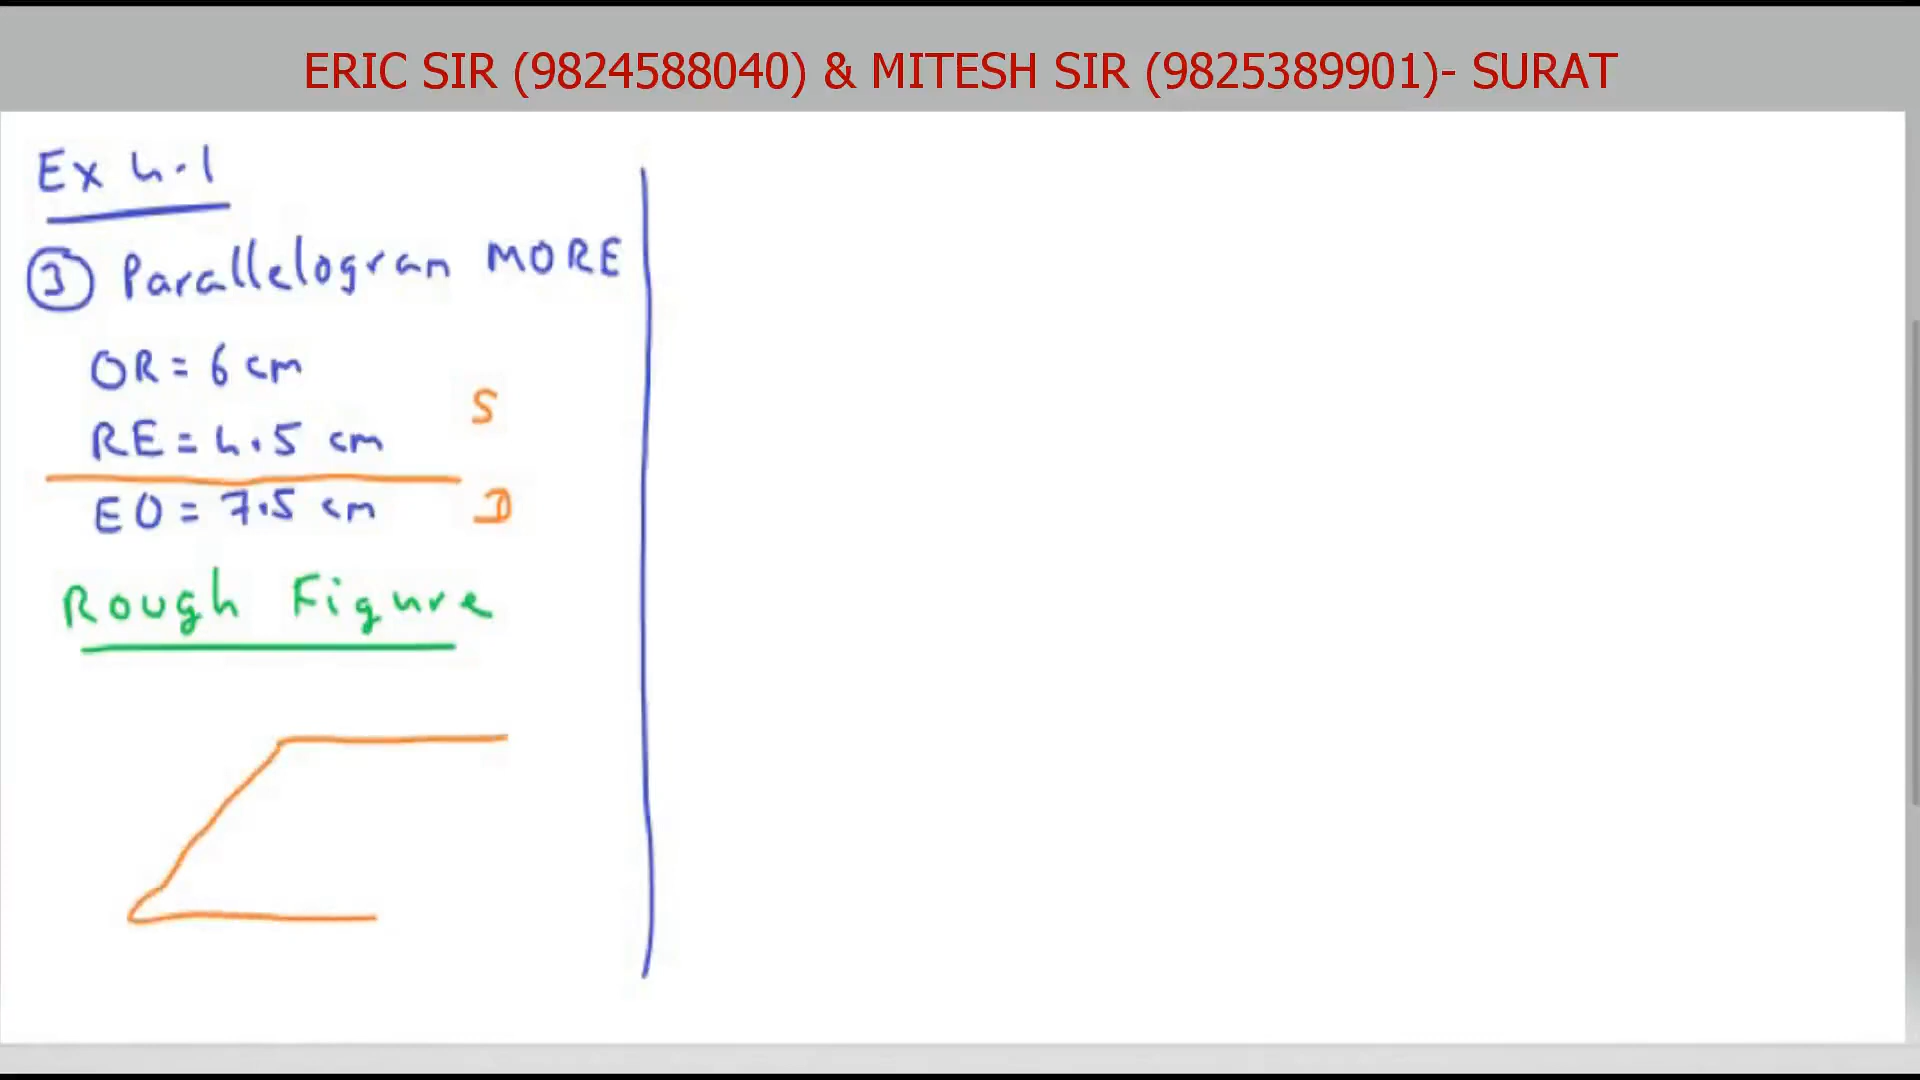 ERIC SIR (9824588040) & MITESH SIR (9825389901)- SURAT
Ex 4.1
③ Parallelogran MORE
OR = 6 cm
S
RE = 4.5 cm
EO = 7.5 cm D
Rough Figure